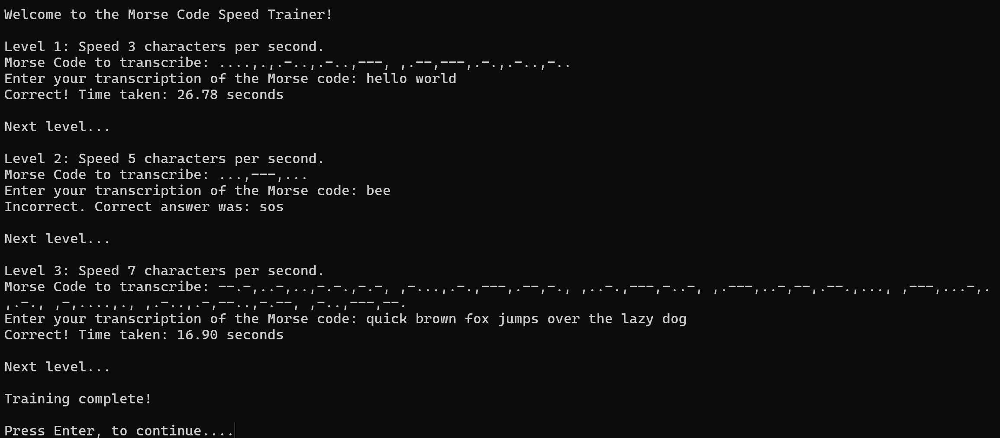 Welcome to the Morse Code Speed Trainer!
Level 1: Speed 3 characters per second.
Morse Code to transcribe: ....,.,.-..,.-..,---, ,.--,---,.-.,.-..,-..
Enter your transcription of the Morse code: hello world
Correct! Time taken: 26.78 seconds
Next level...
Level 2: Speed 5 characters per second.
Morse Code to transcribe: ...,---,...
Enter your transcription of the Morse code: bee
Incorrect. Correct answer was: sos
Next level...
Level 3: Speed 7 characters per second.
Morse Code to transcribe: --.-,..-,..,-.-.,-.-, ,-...,.-.,---,.--,-., ,..-.,---,-..-, ,.---,..-,--,.--.,..., ,---,...-,.
,.-., ,-,....,., ,.-..,.-,--..,-.--, ,-..,---,--.
Enter your transcription of the Morse code: quick brown fox jumps over the lazy dog
Correct! Time taken: 16.90 seconds
Next level...
Training complete!
Press Enter, to continue....